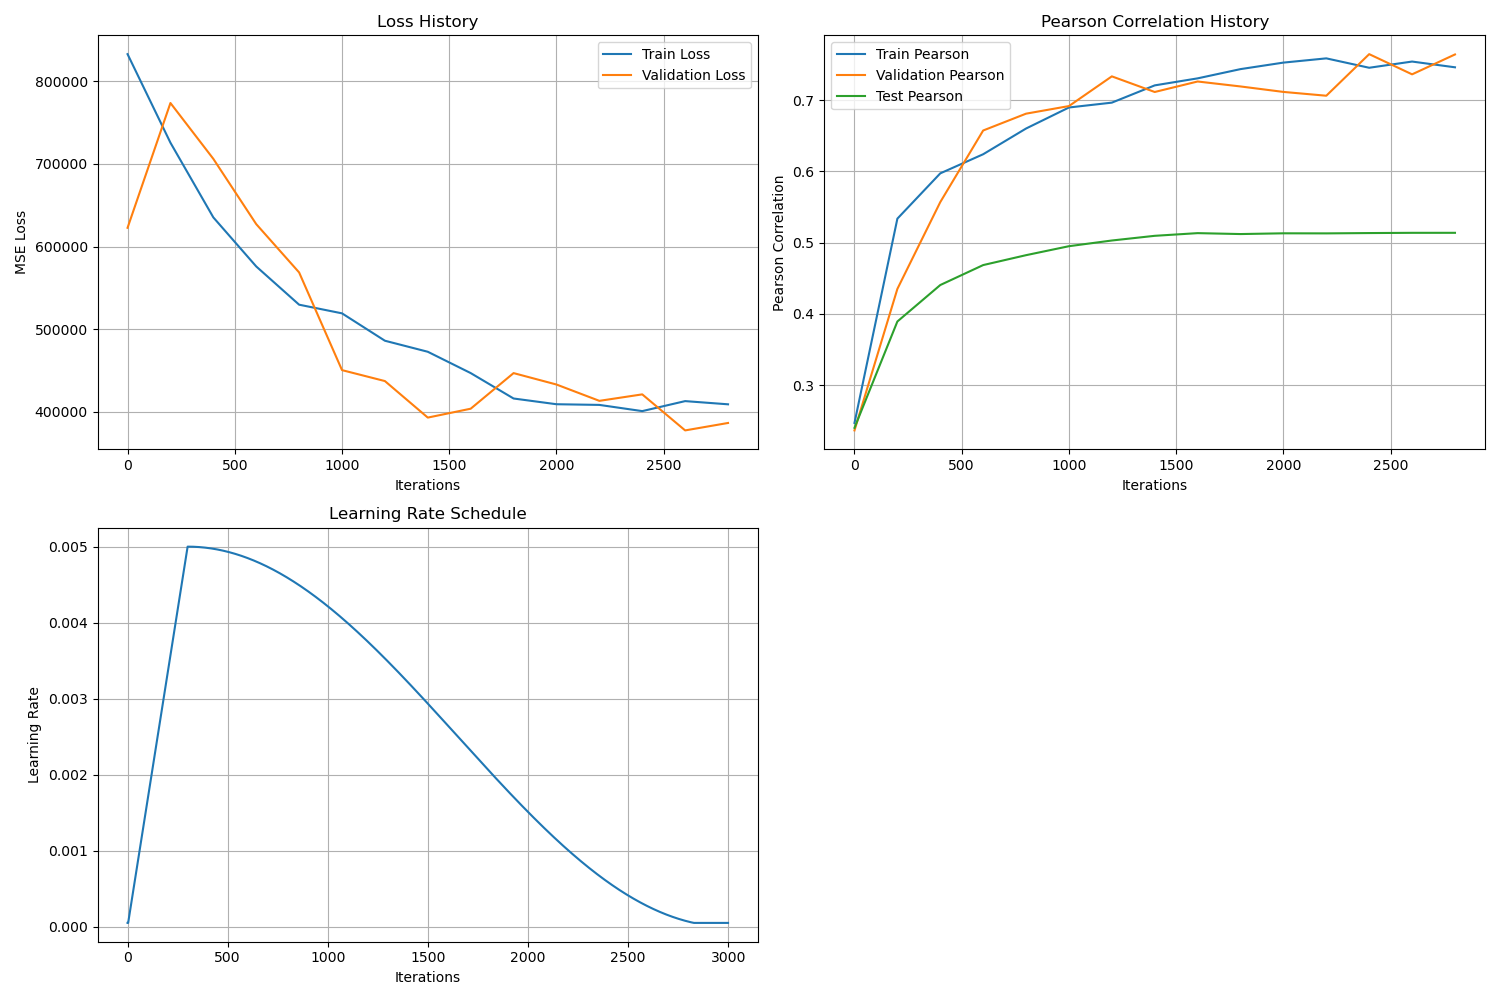 Loss History
Train Loss
Validation Loss
800000
700000
600000
500000
400000
MSE Loss
0 500 1000 1500 2000 2500
Iterations
Pearson Correlation History
Train Pearson
Validation Pearson
Test Pearson
0.7
0.6
0.5
0.4
0.3
Pearson Correlation
0 500 1000 1500 2000 2500
Iterations
Learning Rate Schedule
0.005
0.004
0.003
0.002
0.001
0.000
Learning Rate
0 500 1000 1500 2000 2500 3000
Iterations